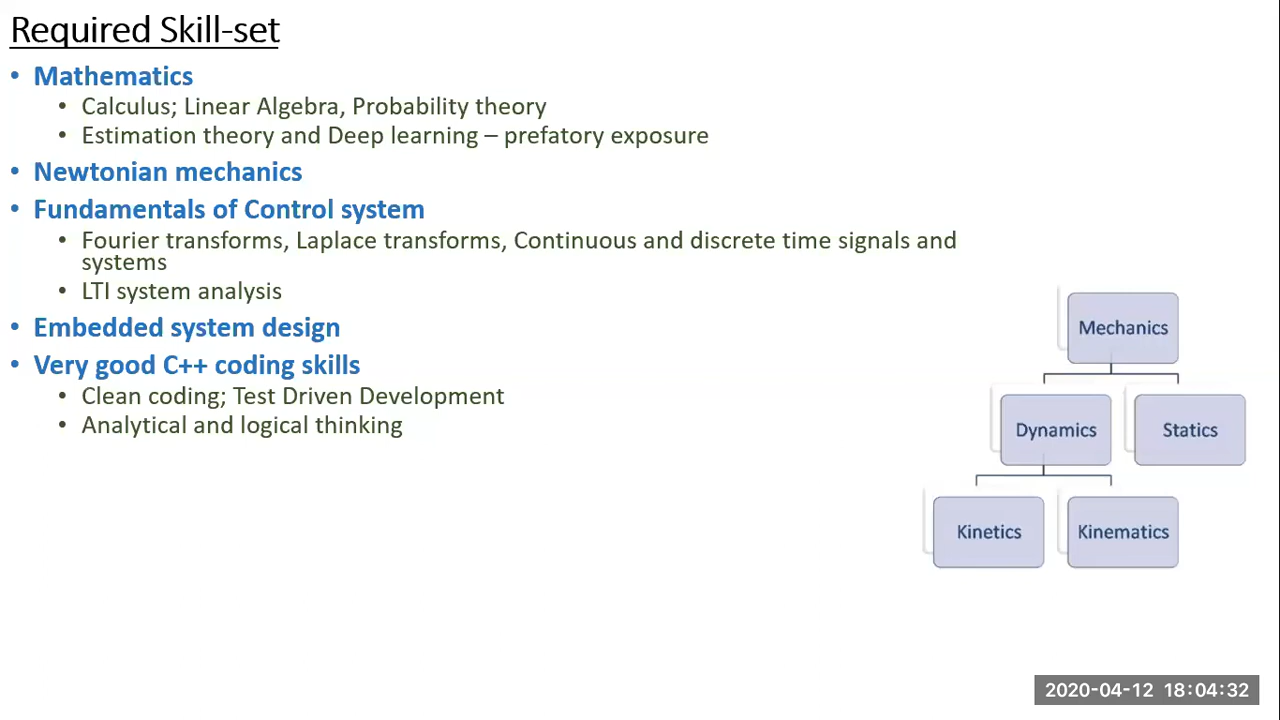 Required Skill-set
• Mathematics
• Calculus; Linear Algebra, Probability theory
• Estimation theory and Deep learning – prefatory exposure
• Newtonian mechanics
• Fundamentals of Control system
• Fourier transforms, Laplace transforms, Continuous and discrete time signals and
systems
• LTI system analysis
• Embedded system design
• Very good C++ coding skills
• Clean coding; Test Driven Development
• Analytical and logical thinking
Mechanics
Dynamics
Statics
Kinetics
Kinematics
2020-04-12 18:04:32